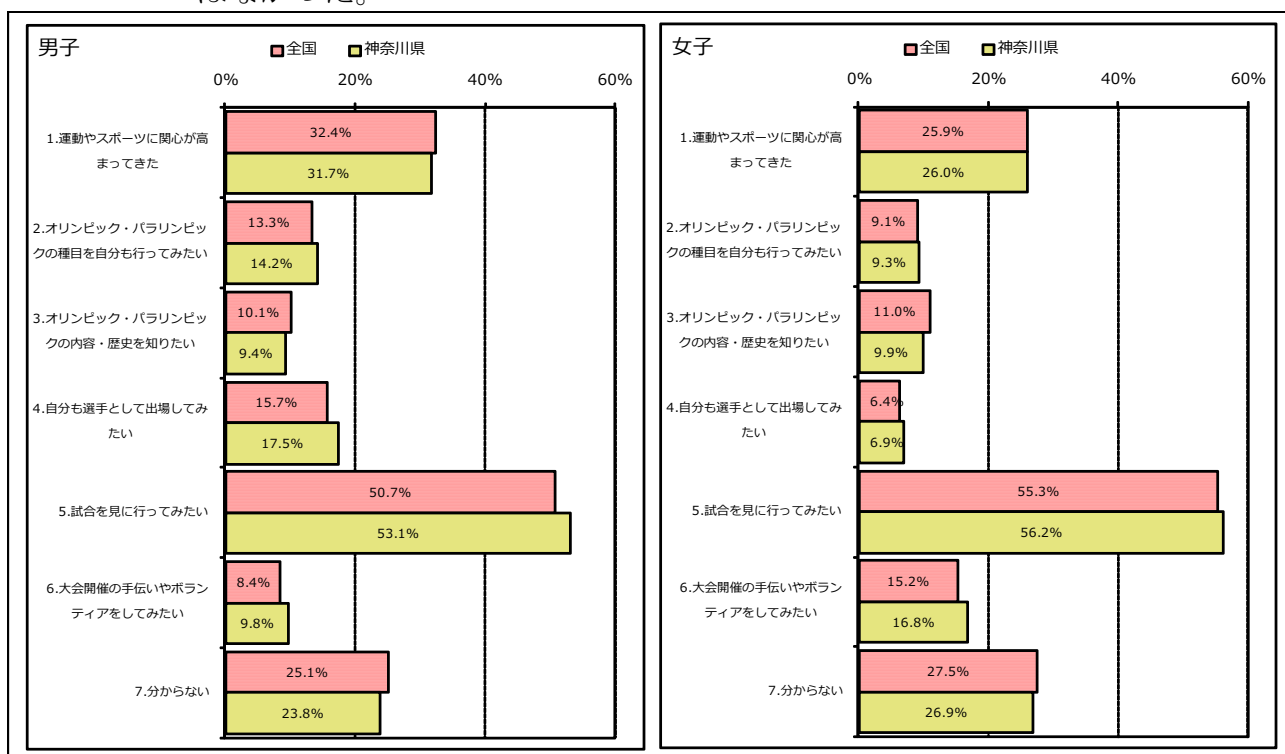 男子
全国 神奈川県
0% 20% 40% 60%
1.運動やスポーツに関心が高
まってきた
32.4%
31.7%
2.オリンピック・パラリンピッ
クの種目を自分も行ってみたい
13.3%
14.2%
3.オリンピック・パラリンピッ
クの内容・歴史を知りたい
10.1%
9.4%
4.自分も選手として出場してみ
たい
15.7%
17.5%
5.試合を見に行ってみたい
50.7%
53.1%
6.大会開催の手伝いやボラン
ティアをしてみたい
8.4%
9.8%
7.分からない
25.1%
23.8%
女子
全国 神奈川県
0% 20% 40% 60%
1.運動やスポーツに関心が高
まってきた
25.9%
26.0%
2.オリンピック・パラリンピッ
クの種目を自分も行ってみたい
9.1%
9.3%
3.オリンピック・パラリンピッ
クの内容・歴史を知りたい
11.0%
9.9%
4.自分も選手として出場してみ
たい
6.4%
6.9%
5.試合を見に行ってみたい
55.3%
56.2%
6.大会開催の手伝いやボラン
ティアをしてみたい
15.2%
16.8%
7.分からない
27.5%
26.9%